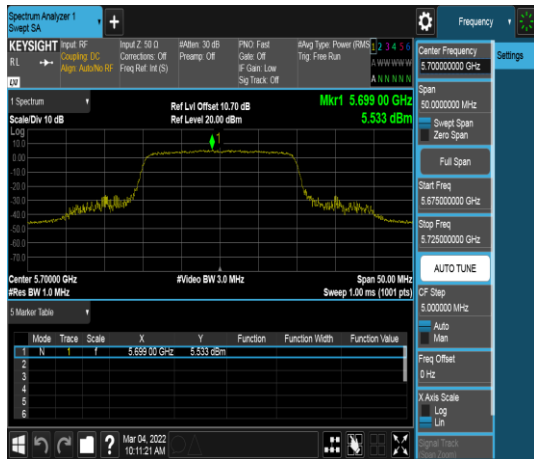 Spectrum Analyzer 1
Swept SA
Frequency
KEYSIGHT
RL
LXI
Input: RF
Coupling: DC
Align: Auto/No RF
Input Z: 50 Ω
Corrections: Off
Freq Ref: Int (S)
#Atten: 30 dB
Preamp: Off
PNO: Fast
Gate: Off
IF Gain: Low
Sig Track: Off
#Avg Type: Power (RMS
Trig: Free Run
1 2 3 4 5 6
A W W W W W
A N N N N N
1 Spectrum
Scale/Div 10 dB
Ref Lvl Offset 10.70 dB
Ref Level 20.00 dBm
Mkr1 5.699 00 GHz
5.533 dBm
Log
10.0
0.00
-10.0
-20.0
-30.0
-40.0
-50.0
-60.0
-70.0
1
Center 5.70000 GHz
#Res BW 1.0 MHz
#Video BW 3.0 MHz
Span 50.00 MHz
Sweep 1.00 ms (1001 pts)
5 Marker Table
Mode Trace Scale X Y Function Function Width Function Value
1 N 1 f 5.699 00 GHz 5.533 dBm
2
3
4
5
6
Mar 04, 2022
10:11:21 AM
Center Frequency
5.700000000 GHz
Settings
Span
50.0000000 MHz
Swept Span
Zero Span
Full Span
Start Freq
5.675000000 GHz
Stop Freq
5.725000000 GHz
AUTO TUNE
CF Step
5.000000 MHz
Auto
Man
Freq Offset
0 Hz
X Axis Scale
Log
Lin
Signal Track
(Span Zoom)